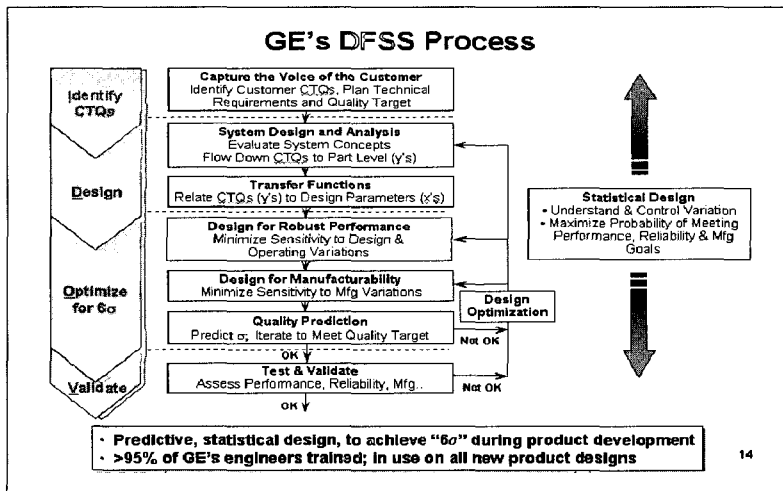 GE's DFSS Process
Identify
CTQs
Design
Optimize
for 6σ
Validate
Capture the Voice of the Customer
Identify Customer CTQs, Plan Technical
Requirements and Quality Target
System Design and Analysis
Evaluate System Concepts
Flow Down CTQs to Part Level (y's)
Transfer Functions
Relate CTQs (y's) to Design Parameters (x's)
Design for Robust Performance
Minimize Sensitivity to Design &
Operating Variations
Design for Manufacturability
Minimize Sensitivity to Mfg Variations
Quality Prediction
Predict σ; Iterate to Meet Quality Target
OK
Not OK
Test & Validate
Assess Performance, Reliability, Mfg..
OK
Not OK
Design
Optimization
Statistical Design
• Understand & Control Variation
• Maximize Probability of Meeting
Performance, Reliability & Mfg
Goals
· Predictive, statistical design, to achieve "6σ" during product development
· >95% of GE's engineers trained; in use on all new product designs
14